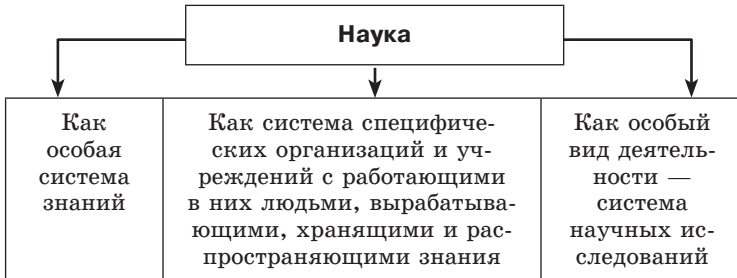 Наука
Как
особая
система
знаний
Как система специфиче-
ских организаций и уч-
реждений с работающими
в них людьми, вырабатыва-
ющими, хранящими и рас-
пространяющими знания
Как особый
вид деятель-
ности —
система
научных ис-
следований